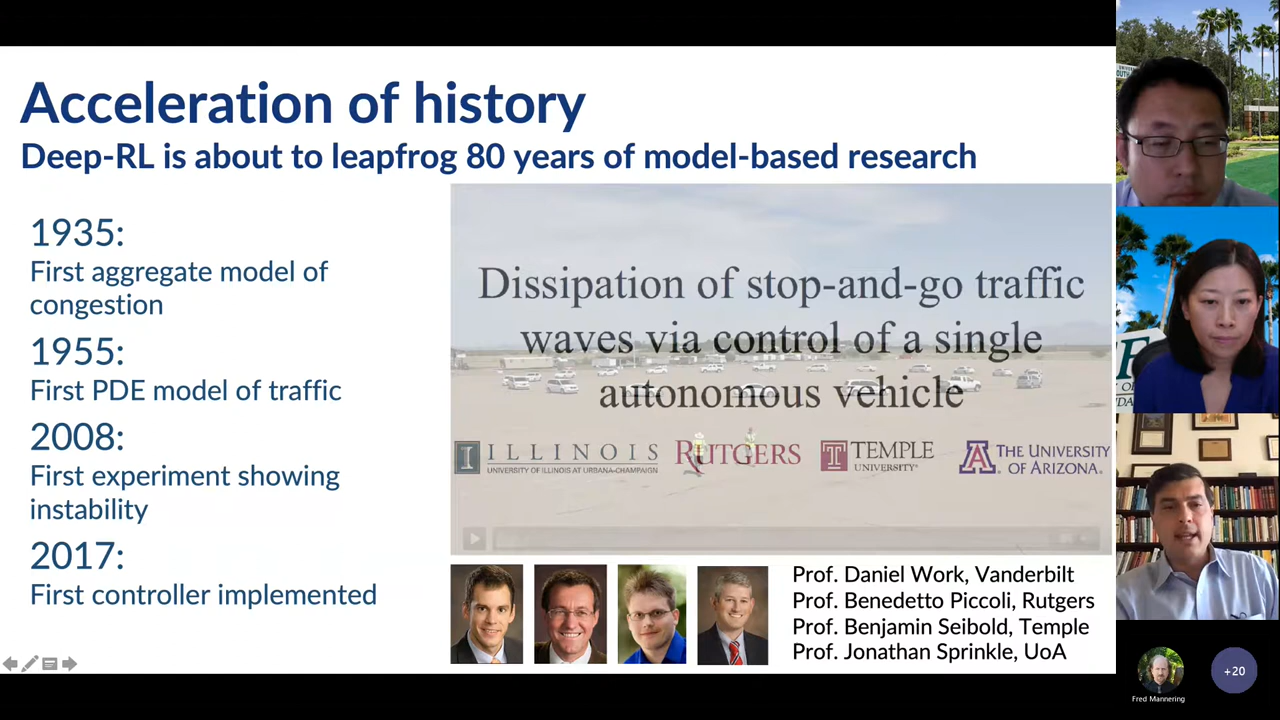 Acceleration of history
Deep-RL is about to leapfrog 80 years of model-based research
1935:
First aggregate model of
congestion
1955:
First PDE model of traffic
2008:
First experiment showing
instability
2017:
First controller implemented
Dissipation of stop-and-go traffic
waves via control of a single
autonomous vehicle
I ILLINOIS
UNIVERSITY OF ILLINOIS AT URBANA-CHAMPAIGN
RUTGERS
TEMPLE
UNIVERSITY®
THE UNIVERSITY
OF ARIZONA®
Prof. Daniel Work, Vanderbilt
Prof. Benedetto Piccoli, Rutgers
Prof. Benjamin Seibold, Temple
Prof. Jonathan Sprinkle, UoA
Fred Mannering
+20